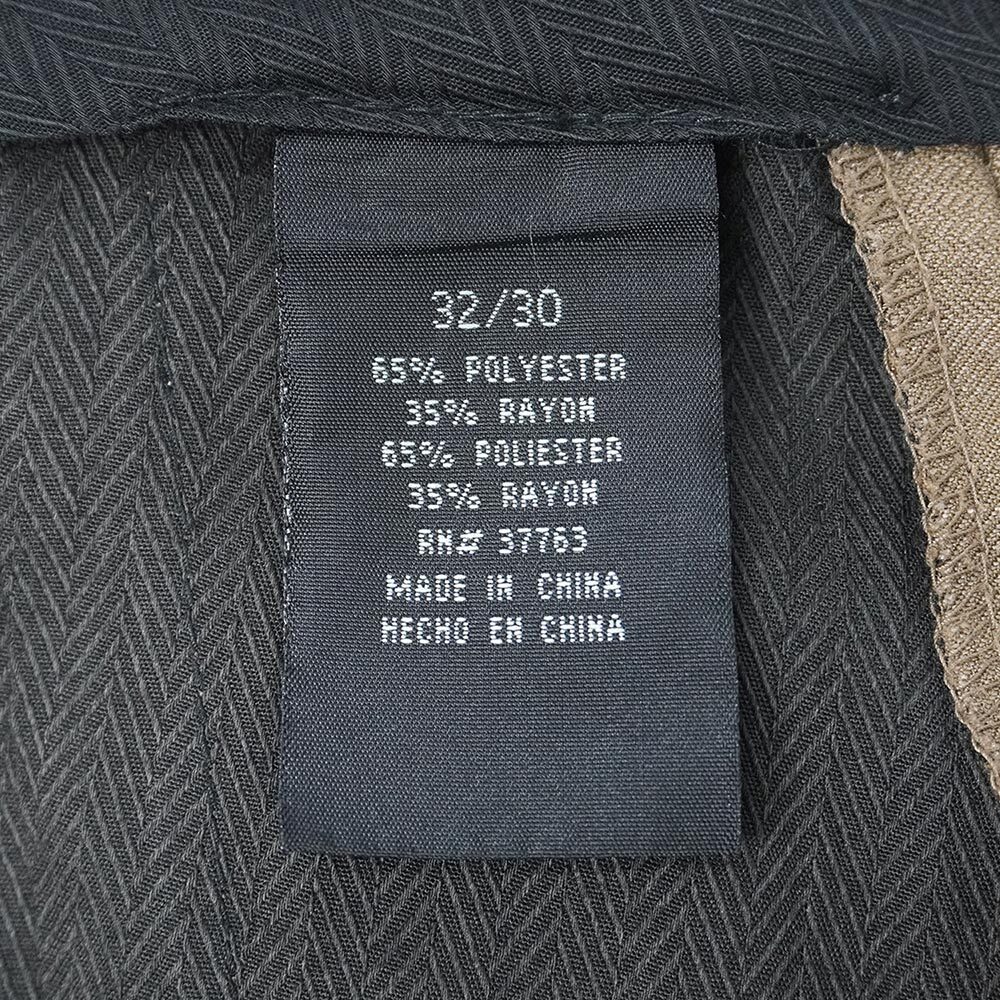 32/30
65% POLYESTER
35% RAYON
65% POLIESTER
35% RAYON
RN# 37763
MADE IN CHINA
HECHO EN CHINA